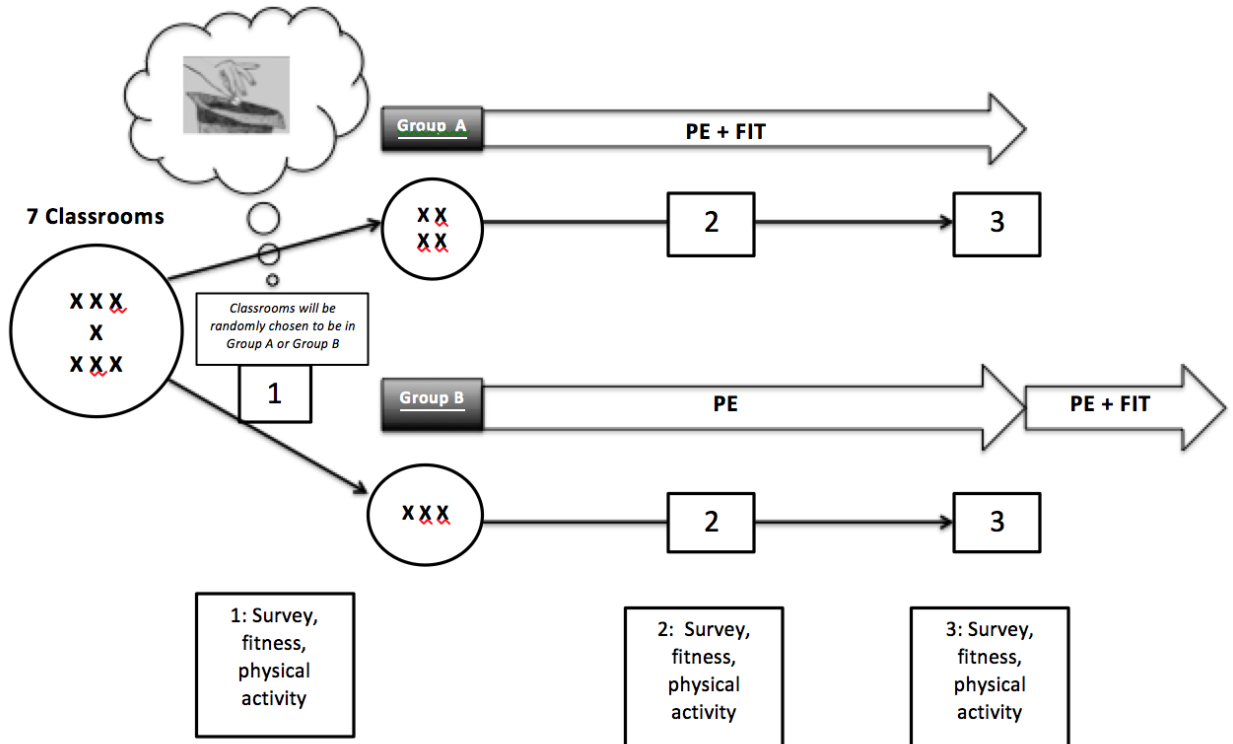 Group A
PE + FIT
7 Classrooms
X X
X X
2
3
X X X
X
X X X
Classrooms will be
randomly chosen to be in
Group A or Group B
1
Group B
PE
PE + FIT
X X X
2
3
1: Survey,
fitness,
physical
activity
2: Survey,
fitness,
physical
activity
3: Survey,
fitness,
physical
activity